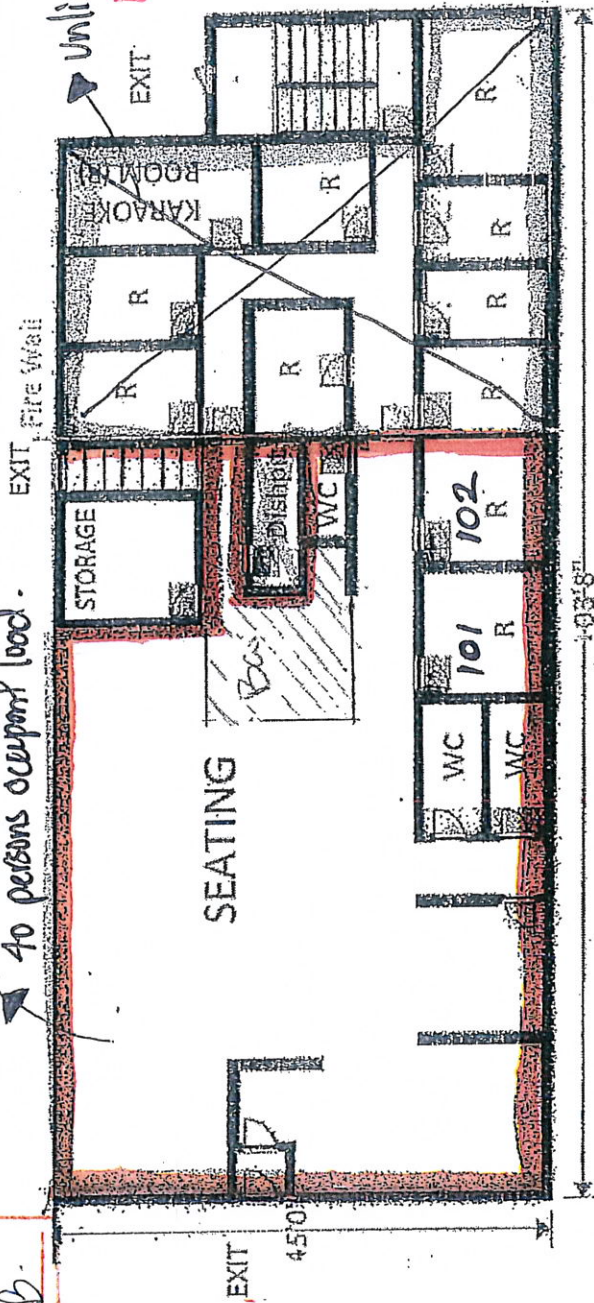 B.
40 persons occupant load.
Unli
EXIT
EXIT
Fire Wall
STORAGE
KARAOKE
ROOM (R)
R
R
R
R
R
R
R
R
R
WC
Bar
SEATING
101
R
102
R
WC
WC
EXIT
45'0"
103'8"